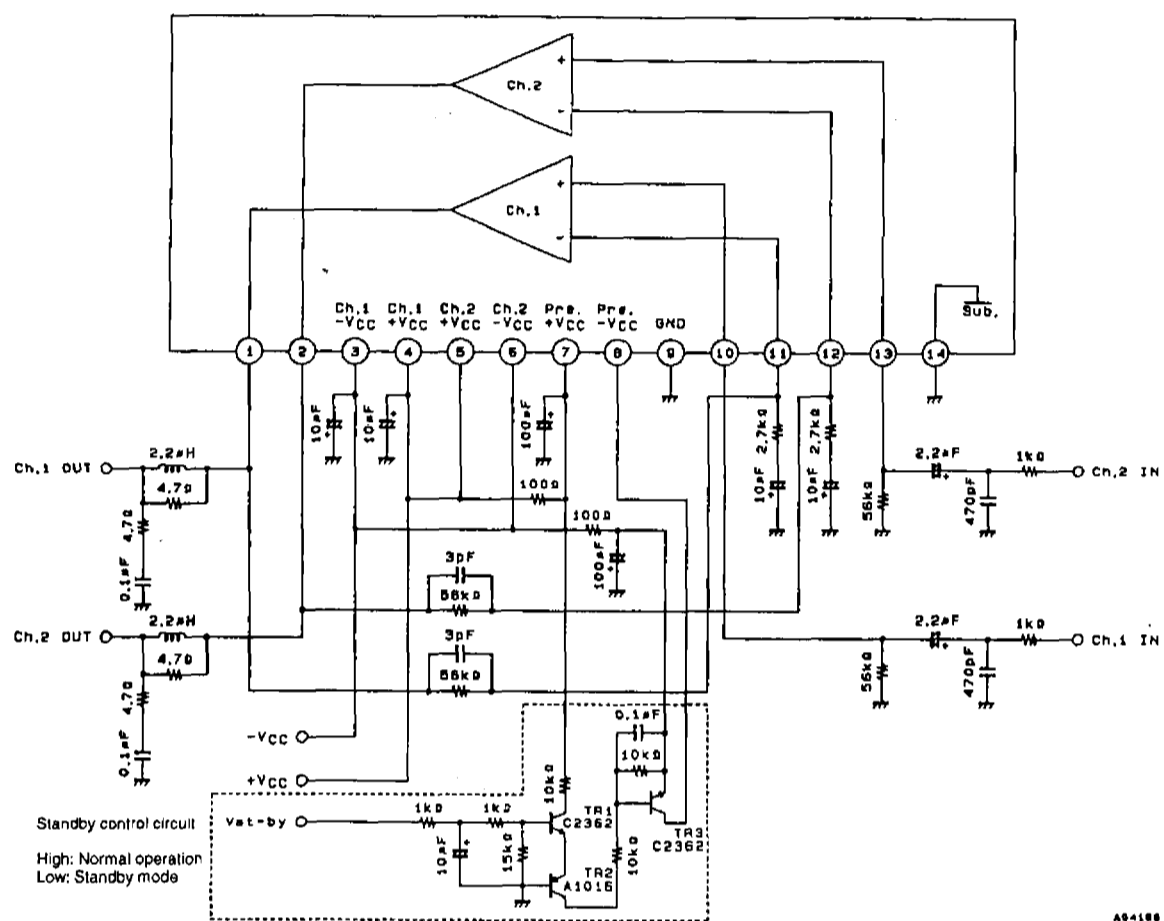 Ch.2
+
-
Ch.1
+
-
Sub.
Ch.1 -VCC
Ch.1 +VCC
Ch.2 +VCC
Ch.2 -VCC
Pre. +VCC
Pre. -VCC
GND
1 2 3 4 5 6 7 8 9 10 11 12 13 14
10µF
+
10µF
+
100µF
+
2.7kΩ
2.7kΩ
10µF
+
10µF
+
Ch.1 OUT
2.2µH
4.7Ω
4.7Ω
0.1µF
100Ω
100Ω
100µF
+
2.2µF
+
1kΩ
Ch.2 IN
56kΩ
470pF
3pF
56kΩ
Ch.2 OUT
2.2µH
4.7Ω
4.7Ω
0.1µF
3pF
56kΩ
2.2µF
+
1kΩ
Ch.1 IN
56kΩ
470pF
-VCC
+VCC
0.1µF
10kΩ
10kΩ
Standby control circuit
Vst-by
1kΩ
1kΩ
TR1
C2362
TR3
C2362
High: Normal operation
Low: Standby mode
10µF
+
15kΩ
TR2
A1016
10kΩ